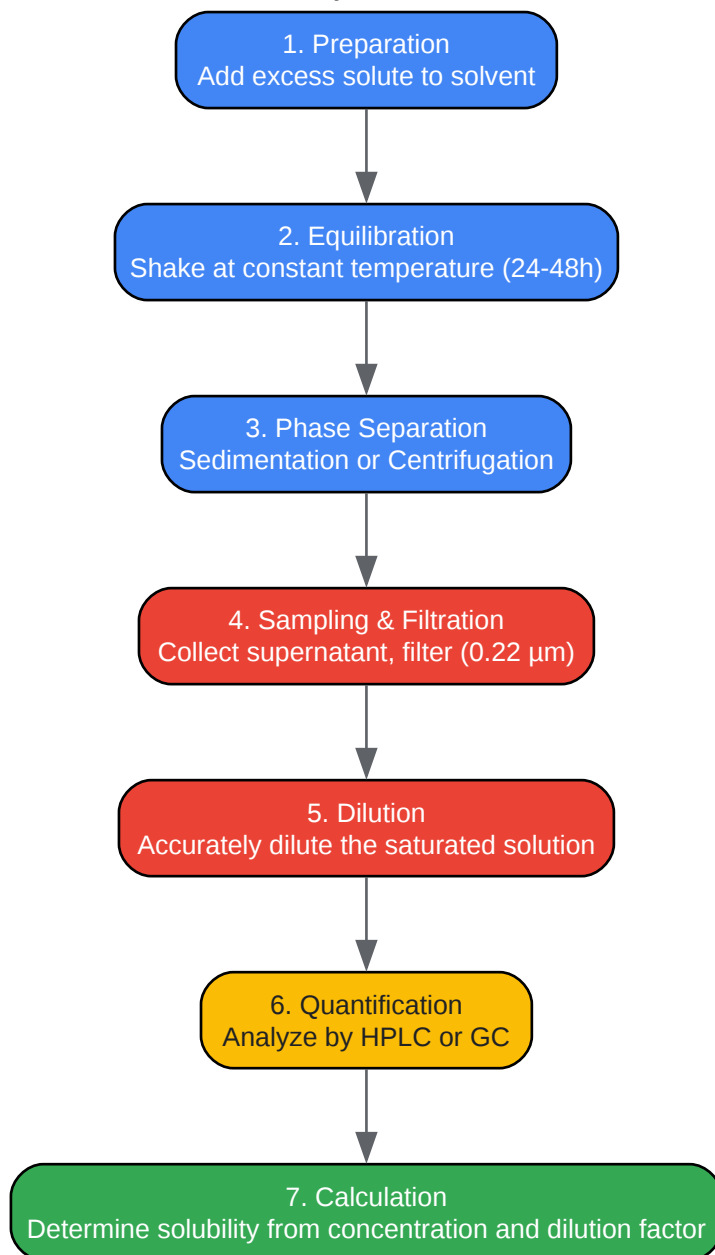 1. Preparation
Add excess solute to solvent
2. Equilibration
Shake at constant temperature (24-48h)
3. Phase Separation
Sedimentation or Centrifugation
4. Sampling & Filtration
Collect supernatant, filter (0.22 µm)
5. Dilution
Accurately dilute the saturated solution
6. Quantification
Analyze by HPLC or GC
7. Calculation
Determine solubility from concentration and dilution factor